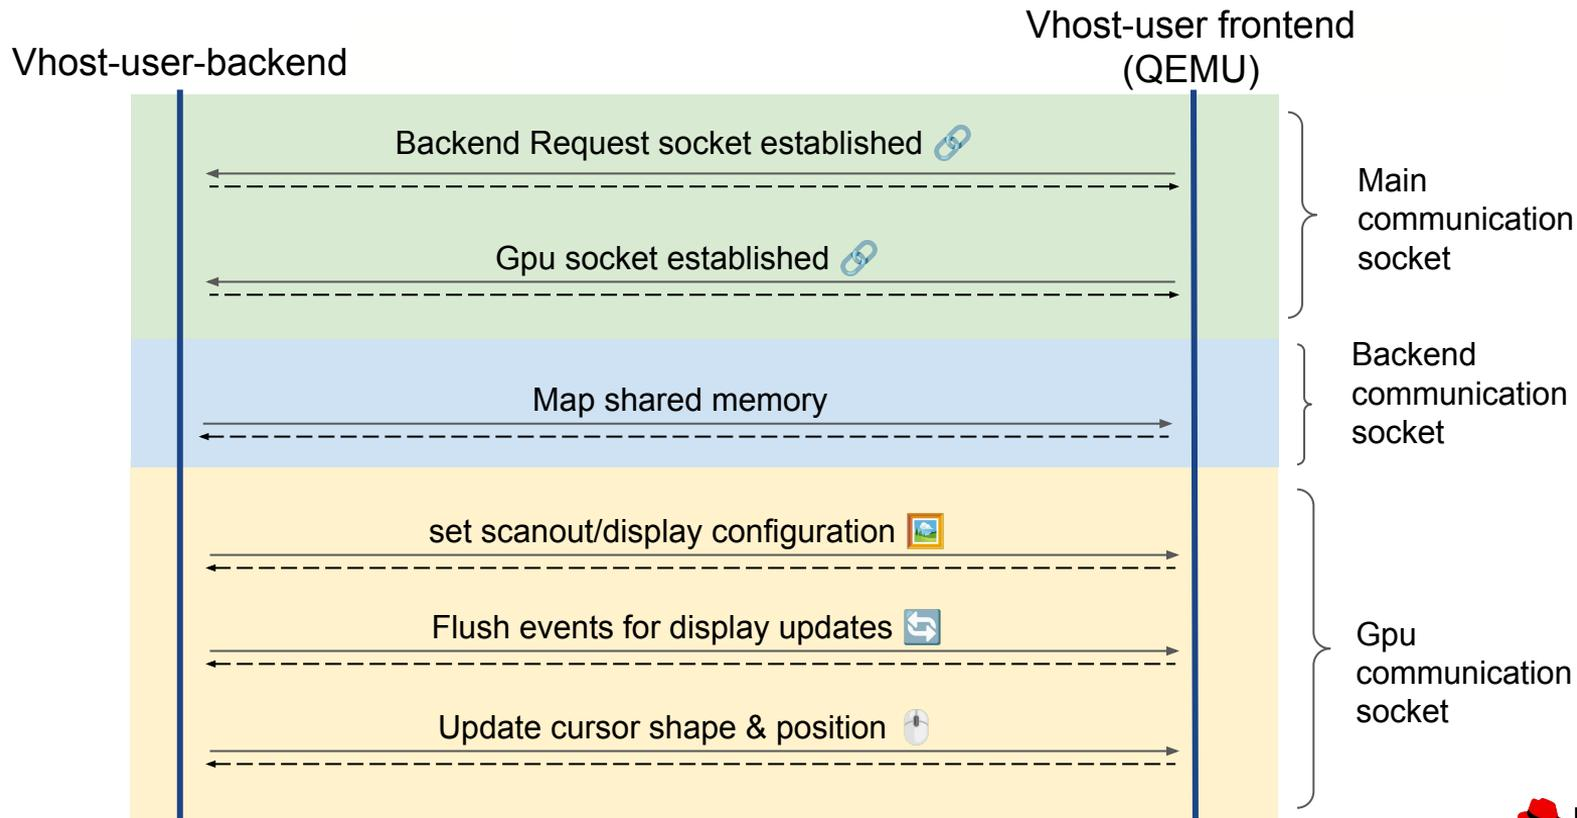 Vhost-user-backend
Vhost-user frontend
(QEMU)
Backend Request socket established
Gpu socket established
Main
communication
socket
Map shared memory
Backend
communication
socket
set scanout/display configuration
Flush events for display updates
Update cursor shape & position
Gpu
communication
socket